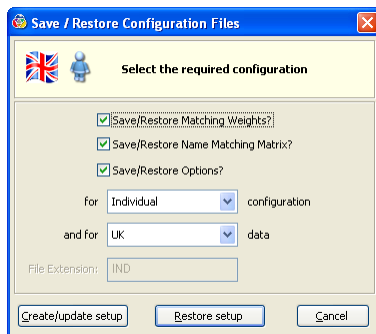 Save / Restore Configuration Files
Select the required configuration
Save/Restore Matching Weights?
Save/Restore Name Matching Matrix?
Save/Restore Options?
for Individual configuration
and for UK data
File Extension: IND
Create/update setup Restore setup Cancel